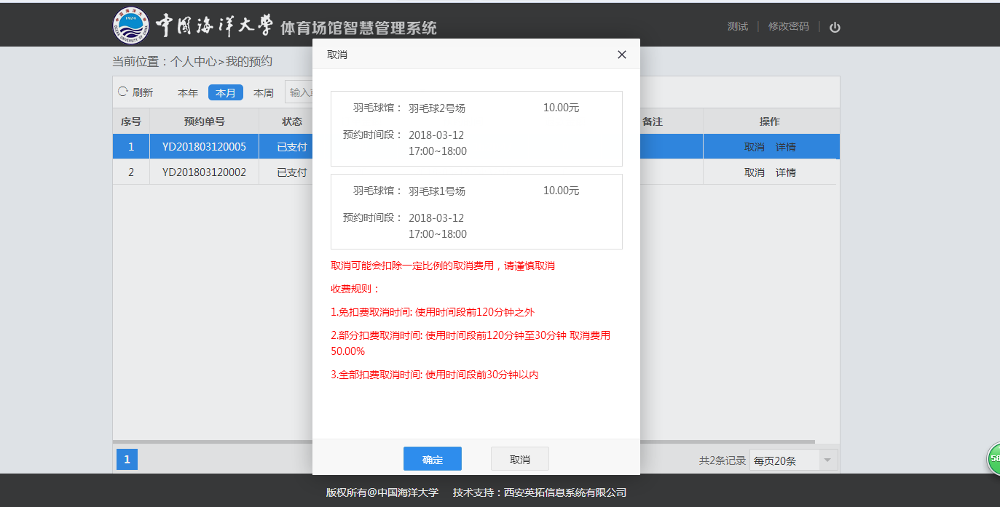 中国海洋大学 体育场馆智慧管理系统
测试 | 修改密码 |
当前位置：个人中心>我的预约
刷新 本年 本月 本周 输入
序号 预约单号 状态 备注 操作
1 YD201803120005 已支付 取消 详情
2 YD201803120002 已支付 取消 详情
取消
羽毛球馆： 羽毛球2号场 10.00元
预约时间段： 2018-03-12
17:00~18:00
羽毛球馆： 羽毛球1号场 10.00元
预约时间段： 2018-03-12
17:00~18:00
取消可能会扣除一定比例的取消费用，请谨慎取消
收费规则：
1.免扣费取消时间: 使用时间段前120分钟之外
2.部分扣费取消时间: 使用时间段前120分钟至30分钟 取消费用
50.00%
3.全部扣费取消时间: 使用时间段前30分钟以内
确定 取消
1 共2条记录 每页20条
58
版权所有@中国海洋大学 技术支持：西安英拓信息系统有限公司